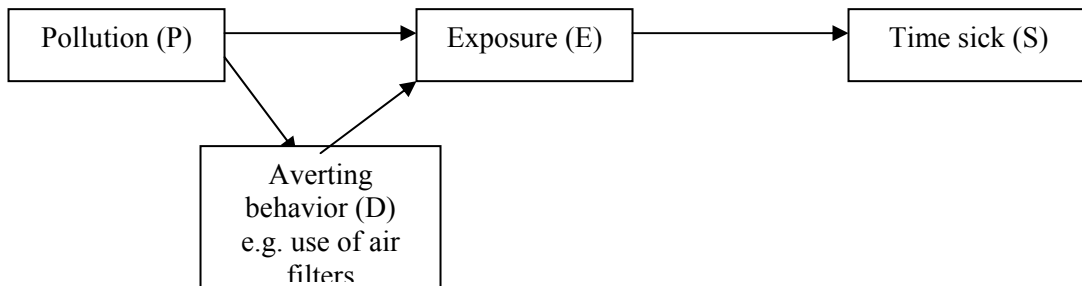 Pollution (P)
Exposure (E)
Time sick (S)
Averting
behavior (D)
e.g. use of air
filters